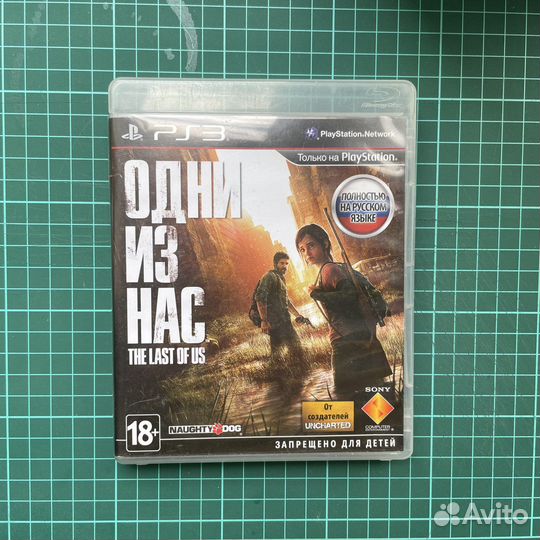 PS3
PlayStation Network
Только на PlayStation.
ОДНИ
ИЗ
НАС
THE LAST OF US
ПОЛНОСТЬЮ
НА РУССКОМ
ЯЗЫКЕ
18+
NAUGHTY DOG
От
создателей
UNCHARTED
SONY
COMPUTER
ENTERTAINMENT
ЗАПРЕЩЕНО ДЛЯ ДЕТЕЙ
Avito